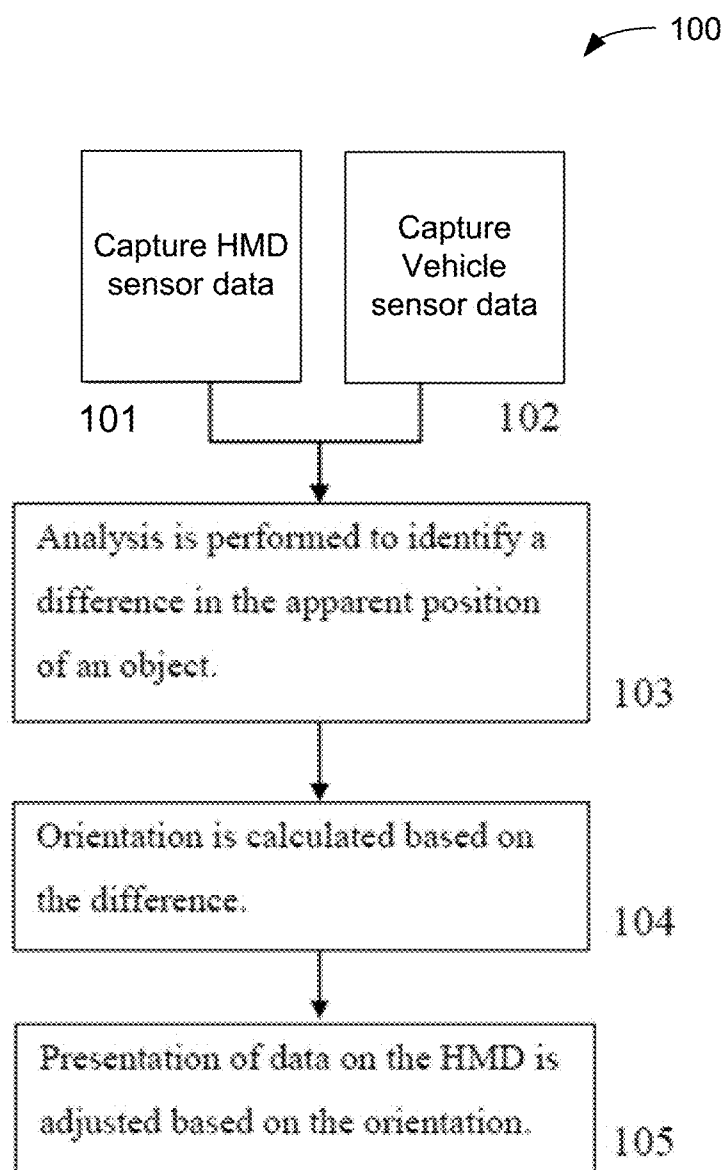 100
Capture HMD
sensor data
Capture
Vehicle
sensor data
101
102
Analysis is performed to identify a
difference in the apparent position
of an object.
103
Orientation is calculated based on
the difference.
104
Presentation of data on the HMD is
adjusted based on the orientation.
105